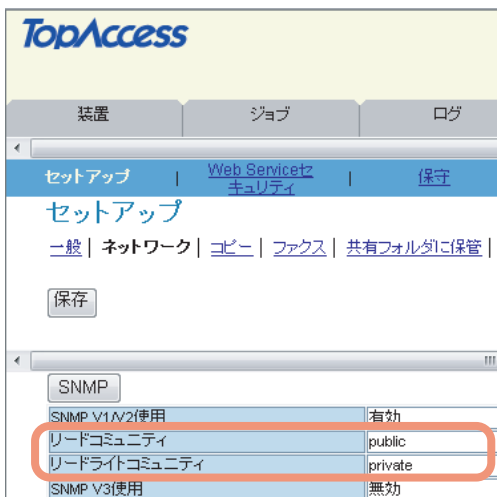 TopAccess
装置 ジョブ ログ
セットアップ | Web Serviceセ
キュリティ | 保守
セットアップ
一般 | ネットワーク | コピー | ファクス | 共有フォルダに保管 |
保存
SNMP
SNMP V1/V2使用 有効
リードコミュニティ public
リードライトコミュニティ private
SNMP V3使用 無効